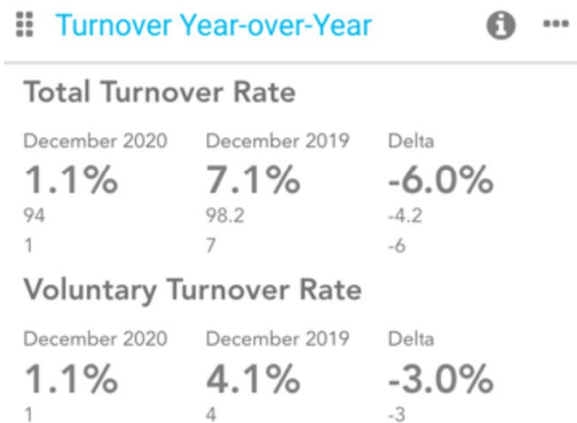 Turnover Year-over-Year
Total Turnover Rate
December 2020 December 2019 Delta
1.1% 7.1% -6.0%
94 98.2 -4.2
1 7 -6
Voluntary Turnover Rate
December 2020 December 2019 Delta
1.1% 4.1% -3.0%
1 4 -3